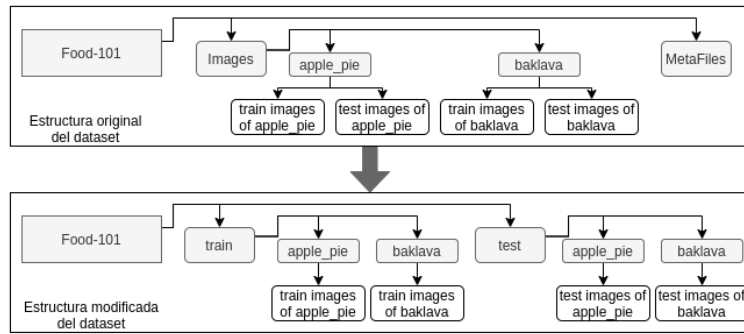 Food-101
Images
MetaFiles
apple_pie
baklava
train images
of apple_pie
test images of
apple_pie
train images
of baklava
test images of
baklava
Estructura original
del dataset
Food-101
train
test
apple_pie
baklava
apple_pie
baklava
train images
of apple_pie
train images
of baklava
test images of
apple_pie
test images of
baklava
Estructura modificada
del dataset